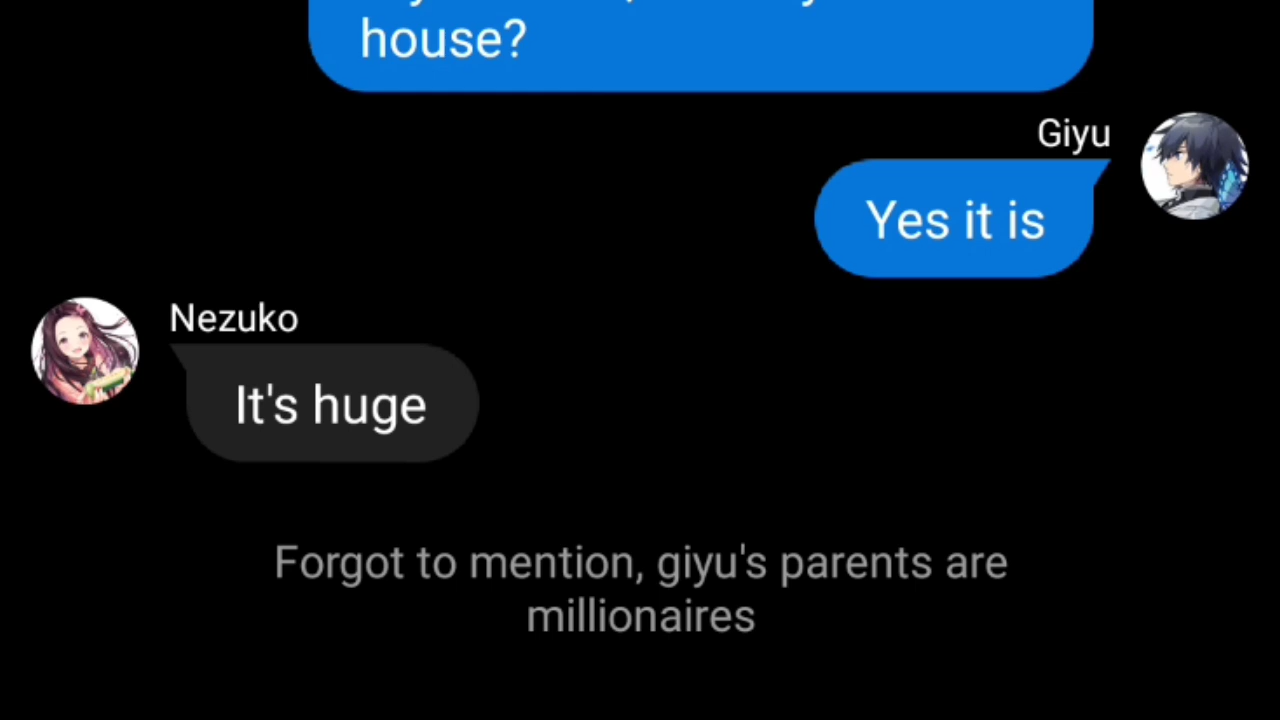 house?
Giyu
Yes it is
Nezuko
It's huge
Forgot to mention, giyu's parents are
millionaires